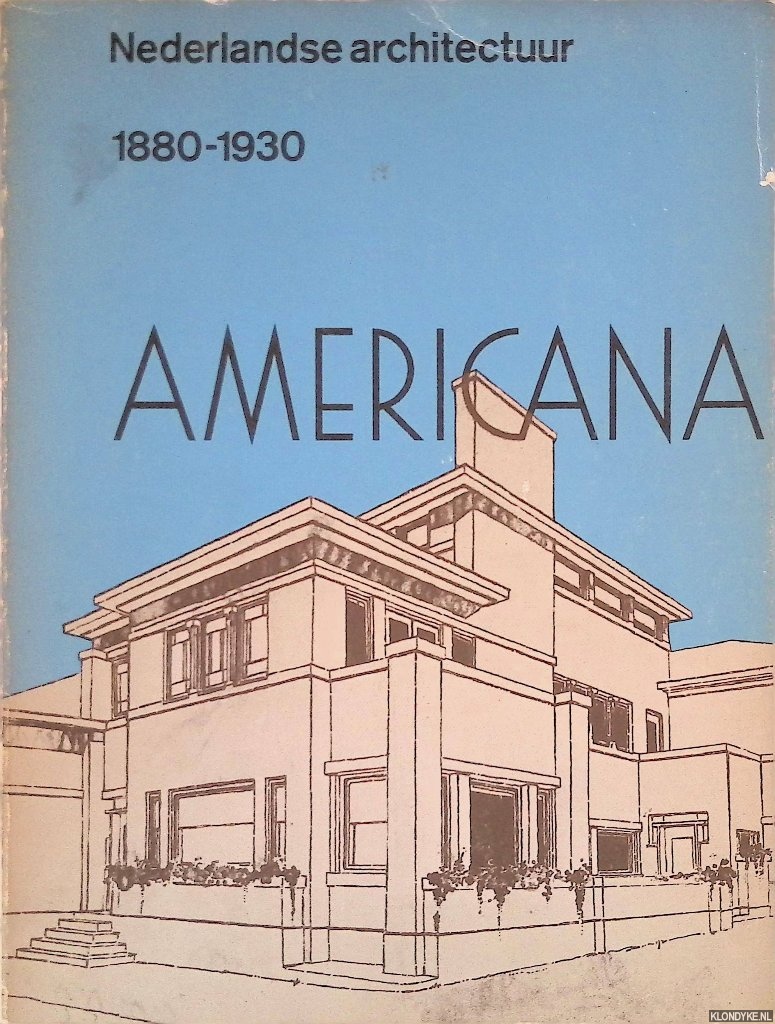 Nederlandse architectuur
1880-1930
AMERICANA
KLONDYKE.NL